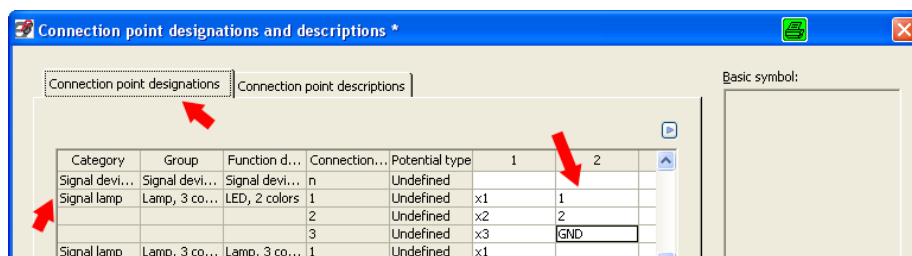 Connection point designations and descriptions *
Connection point designations Connection point descriptions Basic symbol:
Category Group Function d... Connection... Potential type 1 2
Signal devi... Signal devi... Signal devi... n Undefined
Signal lamp Lamp, 3 co... LED, 2 colors 1 Undefined x1 1
2 Undefined x2 2
3 Undefined x3 GND
Signal lamp Lamp, 3 co... Lamp, 3 co... 1 Undefined x1